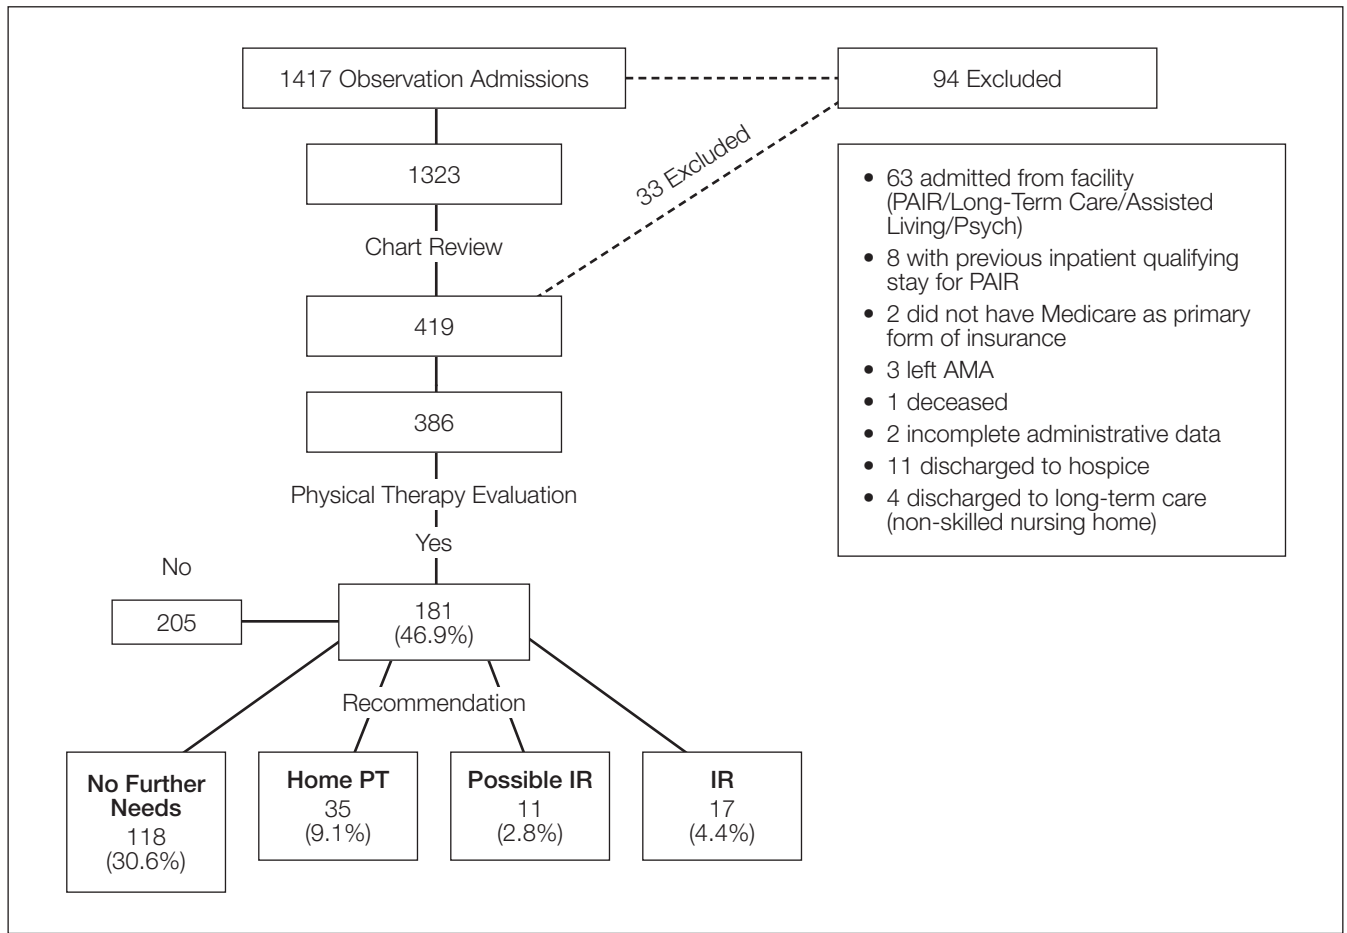 1417 Observation Admissions
94 Excluded
1323
33 Excluded
• 63 admitted from facility
(PAIR/Long-Term Care/Assisted
Living/Psych)
• 8 with previous inpatient qualifying
stay for PAIR
• 2 did not have Medicare as primary
form of insurance
• 3 left AMA
• 1 deceased
• 2 incomplete administrative data
• 11 discharged to hospice
• 4 discharged to long-term care
(non-skilled nursing home)
Chart Review
419
386
Physical Therapy Evaluation
Yes
No
205
181
(46.9%)
Recommendation
No Further
Needs
118
(30.6%)
Home PT
35
(9.1%)
Possible IR
11
(2.8%)
IR
17
(4.4%)